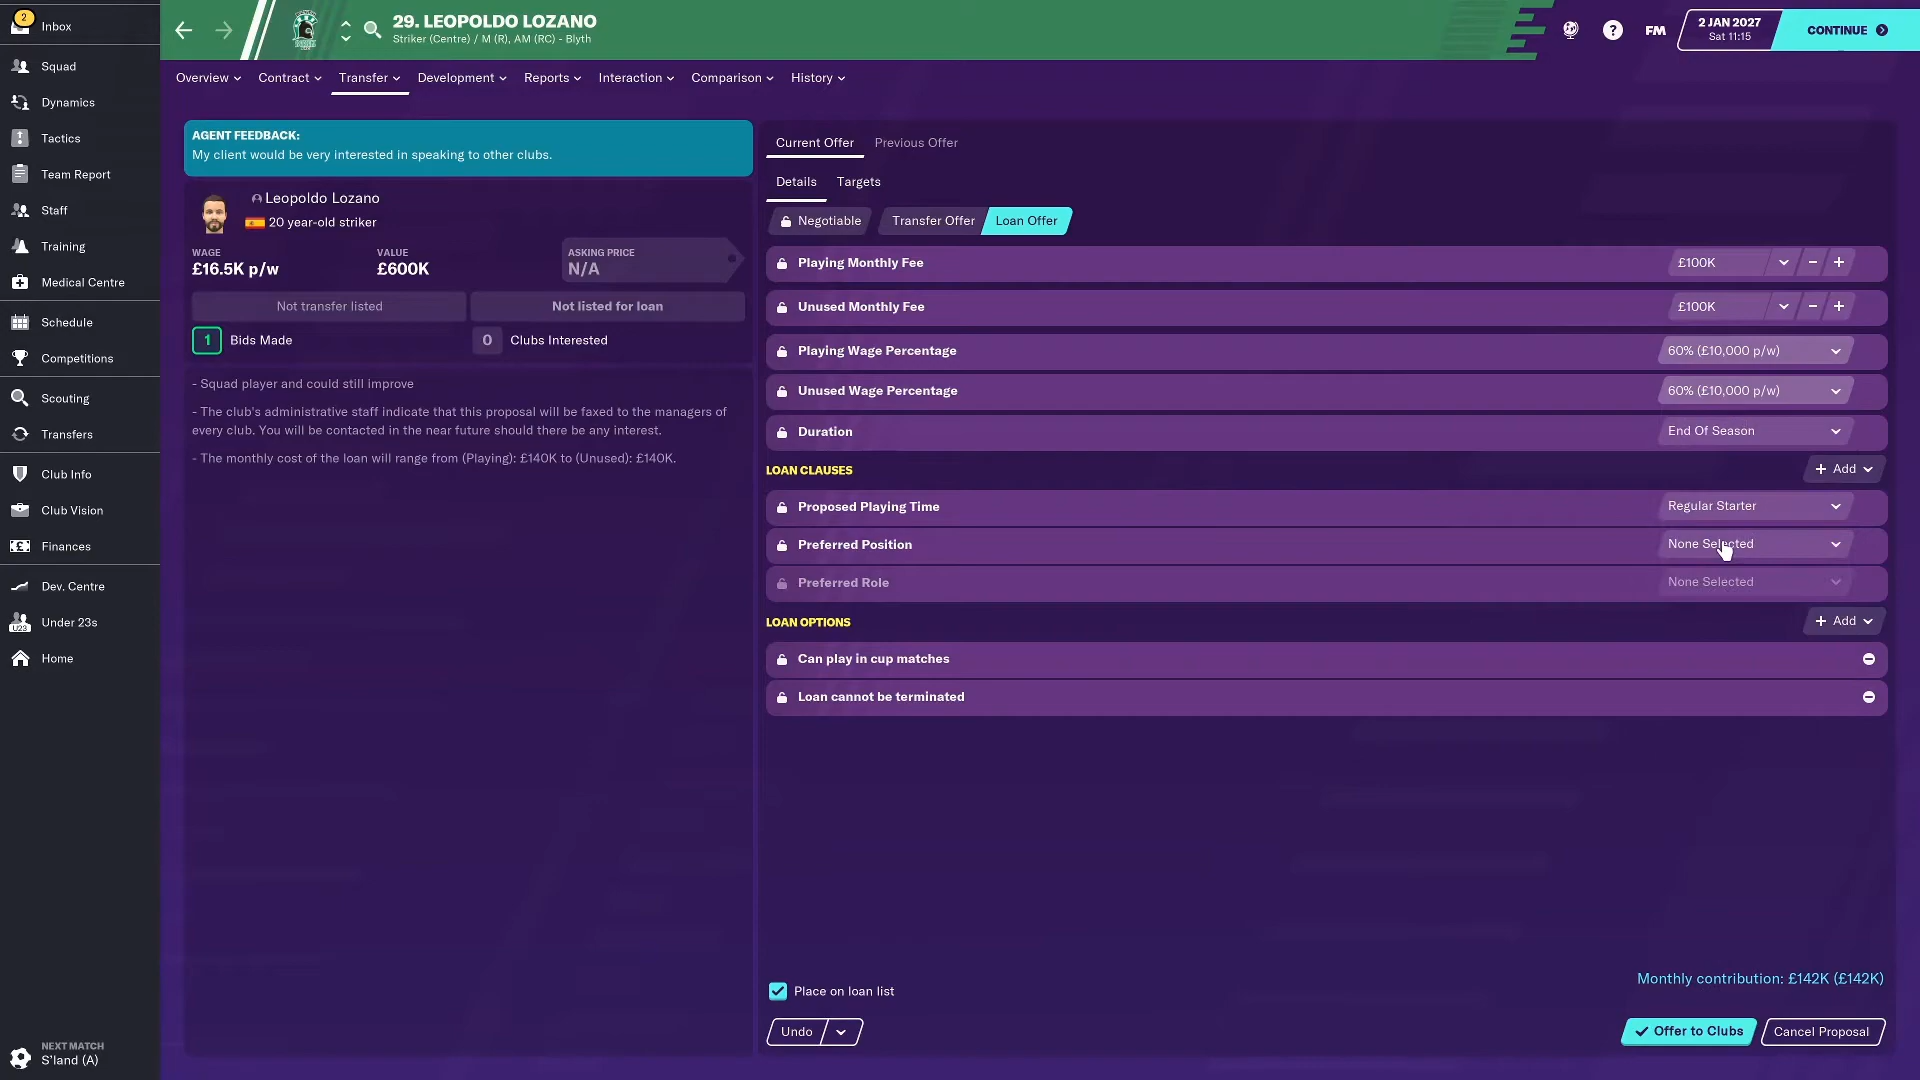 2
Inbox
Squad
Dynamics
Tactics
Team Report
Staff
Training
Medical Centre
Schedule
Competitions
Scouting
Transfers
Club Info
Club Vision
Finances
Dev. Centre
U23
Under 23s
Home
NEXT MATCH
S'land (A)
29. LEOPOLDO LOZANO
Striker (Centre) / M (R), AM (RC) - Blyth
?
FM
2 JAN 2027
Sat 11:15
CONTINUE
Overview
Contract
Transfer
Development
Reports
Interaction
Comparison
History
AGENT FEEDBACK:
My client would be very interested in speaking to other clubs.
Leopoldo Lozano
20 year-old striker
WAGE
£16.5K p/w
VALUE
£600K
ASKING PRICE
N/A
Not transfer listed
Not listed for loan
1 Bids Made
0 Clubs Interested
- Squad player and could still improve
- The club's administrative staff indicate that this proposal will be faxed to the managers of
every club. You will be contacted in the near future should there be any interest.
- The monthly cost of the loan will range from (Playing): £140K to (Unused): £140K.
Current Offer
Previous Offer
Details
Targets
Negotiable
Transfer Offer
Loan Offer
Playing Monthly Fee £100K
Unused Monthly Fee £100K
Playing Wage Percentage 60% (£10,000 p/w)
Unused Wage Percentage 60% (£10,000 p/w)
Duration End Of Season
LOAN CLAUSES + Add
Proposed Playing Time Regular Starter
Preferred Position None Selected
Preferred Role None Selected
LOAN OPTIONS + Add
Can play in cup matches
Loan cannot be terminated
Monthly contribution: £142K (£142K)
Place on loan list
Undo
Offer to Clubs
Cancel Proposal